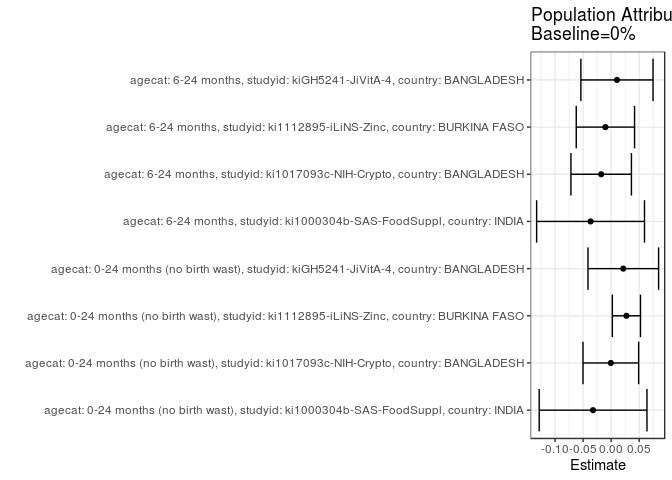 Population Attribu
Baseline=0%
agecat: 6-24 months, studyid: kiGH5241-JiVitA-4, country: BANGLADESH
agecat: 6-24 months, studyid: ki1112895-iLiNS-Zinc, country: BURKINA FASO
agecat: 6-24 months, studyid: ki1017093c-NIH-Crypto, country: BANGLADESH
agecat: 6-24 months, studyid: ki1000304b-SAS-FoodSuppl, country: INDIA
agecat: 0-24 months (no birth wast), studyid: kiGH5241-JiVitA-4, country: BANGLADESH
agecat: 0-24 months (no birth wast), studyid: ki1112895-iLiNS-Zinc, country: BURKINA FASO
agecat: 0-24 months (no birth wast), studyid: ki1017093c-NIH-Crypto, country: BANGLADESH
agecat: 0-24 months (no birth wast), studyid: ki1000304b-SAS-FoodSuppl, country: INDIA
-0.10 -0.05 0.00 0.05
Estimate